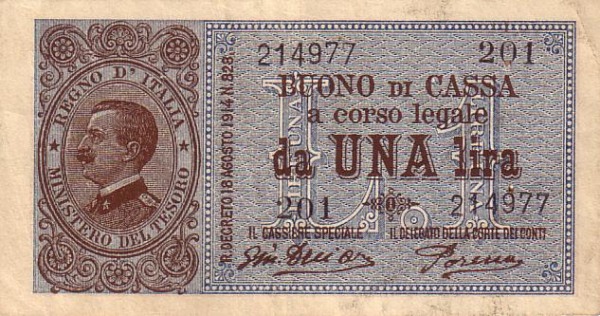 REGNO D'ITALIA
MINISTERO DEL TESORO
R. DECRETO 18 AGOSTO 1914 N. 828.
214977 201
BUONO DI CASSA
a corso legale
da UNA lira
L. 1
201 214977
IL CASSIERE SPECIALE IL DELEGATO DELLA CORTE DEI CONTI